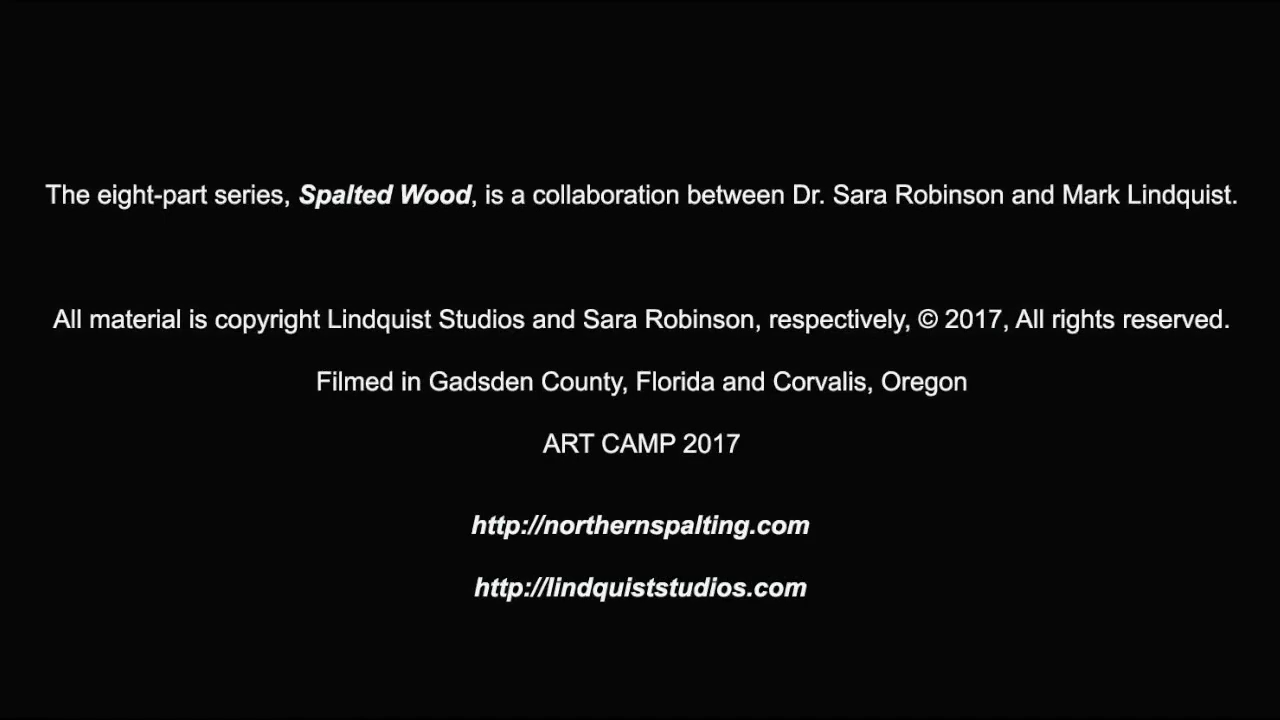 The eight-part series, Spalted Wood, is a collaboration between Dr. Sara Robinson and Mark Lindquist.
All material is copyright Lindquist Studios and Sara Robinson, respectively, © 2017, All rights reserved.
Filmed in Gadsden County, Florida and Corvalis, Oregon
ART CAMP 2017
http://northernspalting.com
http://lindquiststudios.com